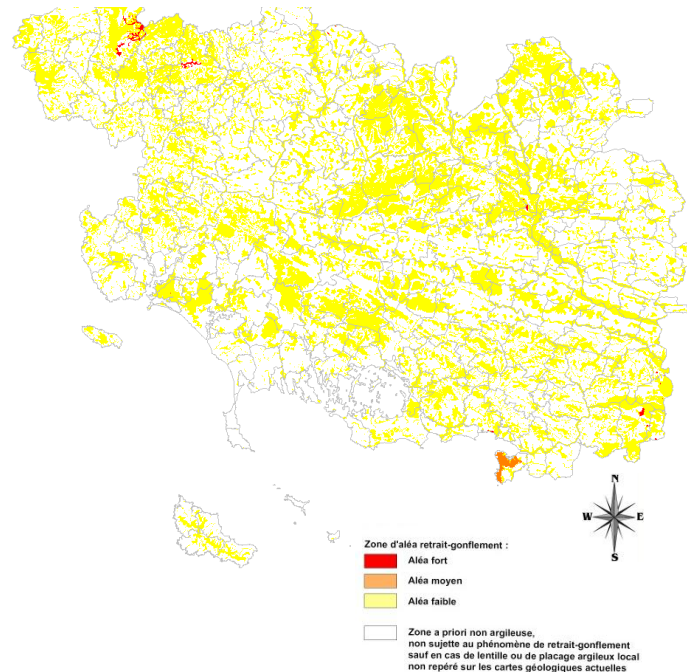 N
W E
S
Zone d'aléa retrait-gonflement :
Aléa fort
Aléa moyen
Aléa faible
Zone a priori non argileuse,
non sujette au phénomène de retrait-gonflement
sauf en cas de lentille ou de placage argileux local
non repéré sur les cartes géologiques actuelles